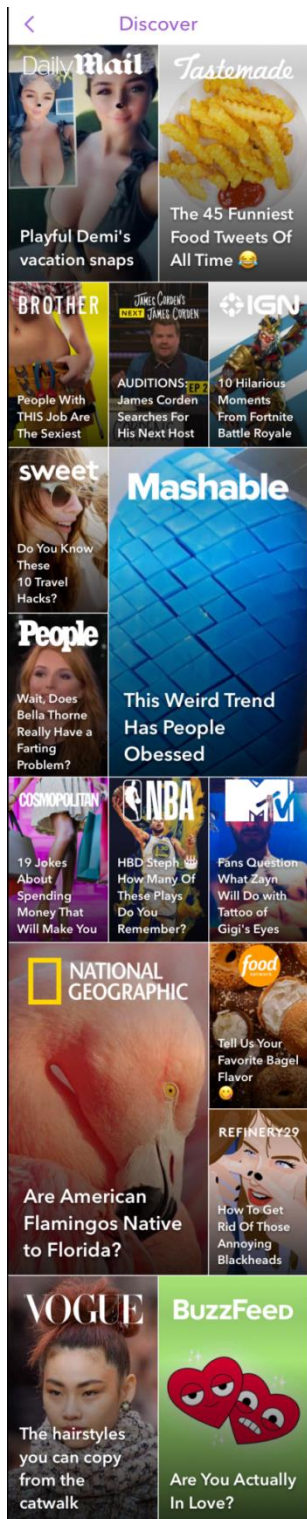 Discover
Daily Mail
Playful Demi's
vacation snaps
Tastemade
The 45 Funniest
Food Tweets Of
All Time 😂
BROTHER
People With
THIS Job Are
The Sexiest
JAMES CORDEN'S
NEXT JAMES CORDEN
AUDITIONS: EP 2
James Corden
Searches For
His Next Host
IGN
10 Hilarious
Moments
From Fortnite
Battle Royale
sweet
Do You Know
These
10 Travel
Hacks?
Mashable
This Weird Trend
Has People
Obessed
People
Wait, Does
Bella Thorne
Really Have a
Farting
Problem?
COSMOPOLITAN
19 Jokes
About
Spending
Money That
Will Make You
NBA
HBD Steph 🎂
How Many Of
These Plays
Do You
Remember?
MTV
Fans Question
What Zayn
Will Do with
Tattoo of
Gigi's Eyes
NATIONAL
GEOGRAPHIC
Are American
Flamingos Native
to Florida?
food
NETWORK
Tell Us Your
Favorite Bagel
Flavor
😋
REFINERY29
How To Get
Rid Of Those
Annoying
Blackheads
VOGUE
The hairstyles
you can copy
from the
catwalk
BuzzFeed
Are You Actually
In Love?